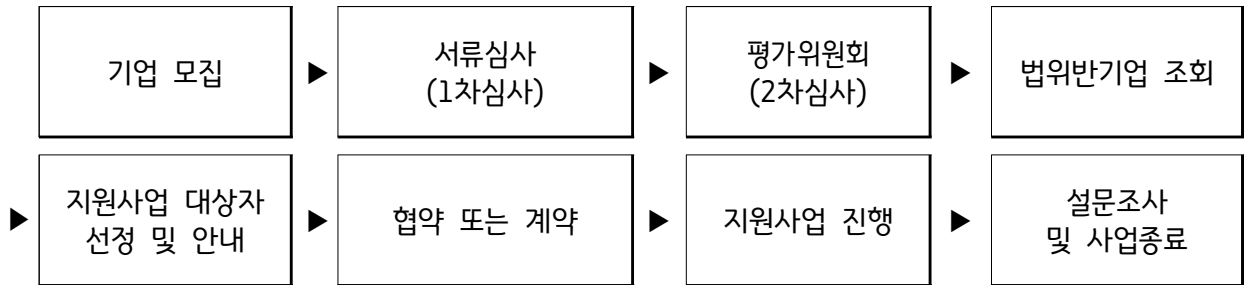 기업 모집
▶
서류심사
(1차심사)
▶
평가위원회
(2차심사)
▶
법위반기업 조회
▶
지원사업 대상자
선정 및 안내
▶
협약 또는 계약
▶
지원사업 진행
▶
설문조사
및 사업종료